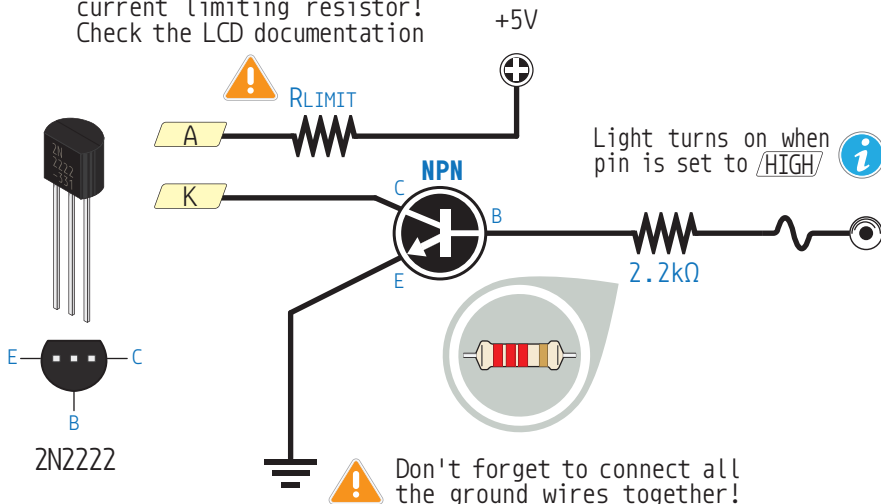 current limiting resistor!
Check the LCD documentation
+5V
RLIMIT
A
Light turns on when
pin is set to HIGH
2N
2222
-331
K
NPN
C
B
E
2.2kΩ
E
C
B
2N2222
Don't forget to connect all
the ground wires together!